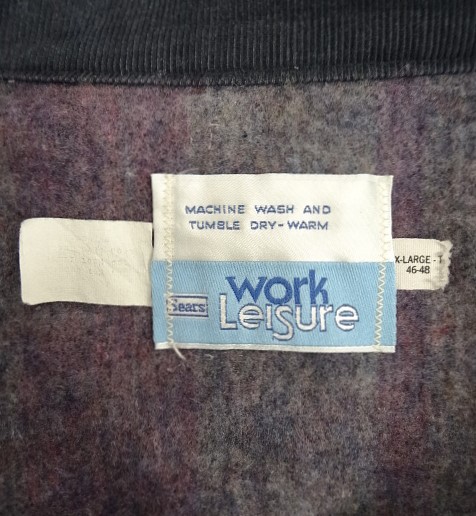 MACHINE WASH AND
TUMBLE DRY-WARM
X-LARGE - T
46-48
Sears
work
Leisure